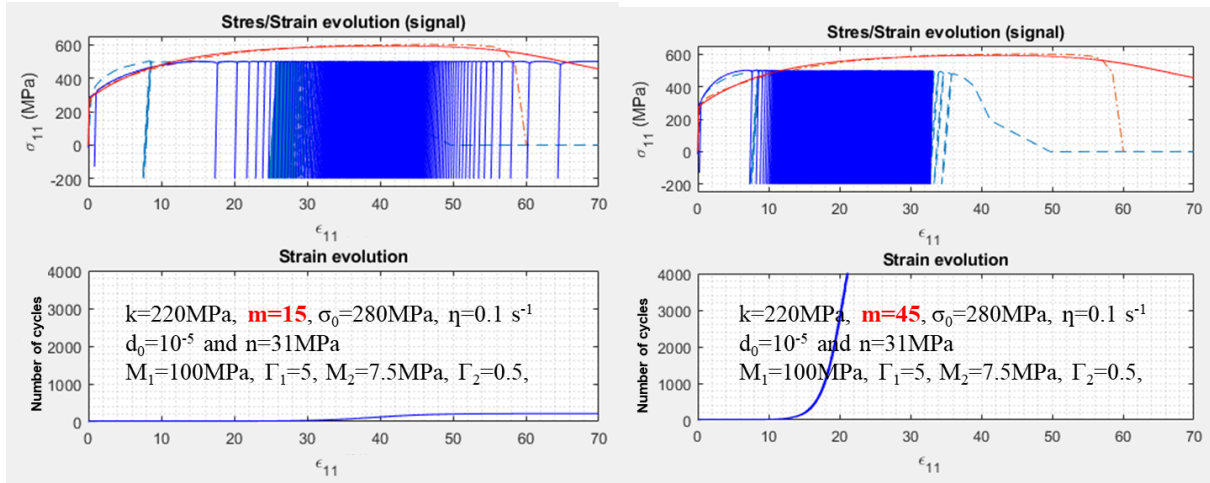 Stres/Strain evolution (signal)
600
400
200
0
-200
σ11 (MPa)
0 10 20 30 40 50 60 70
ϵ11
Strain evolution
4000
3000
2000
1000
0
Number of cycles
k=220MPa, m=15, σ0=280MPa, η=0.1 s-1
d0=10-5 and n=31MPa
M1=100MPa, Γ1=5, M2=7.5MPa, Γ2=0.5,
0 10 20 30 40 50 60 70
ϵ11
Stres/Strain evolution (signal)
600
400
200
0
-200
σ11 (MPa)
0 10 20 30 40 50 60 70
ϵ11
Strain evolution
4000
3000
2000
1000
0
Number of cycles
k=220MPa, m=45, σ0=280MPa, η=0.1 s-1
d0=10-5 and n=31MPa
M1=100MPa, Γ1=5, M2=7.5MPa, Γ2=0.5,
0 10 20 30 40 50 60 70
ϵ11